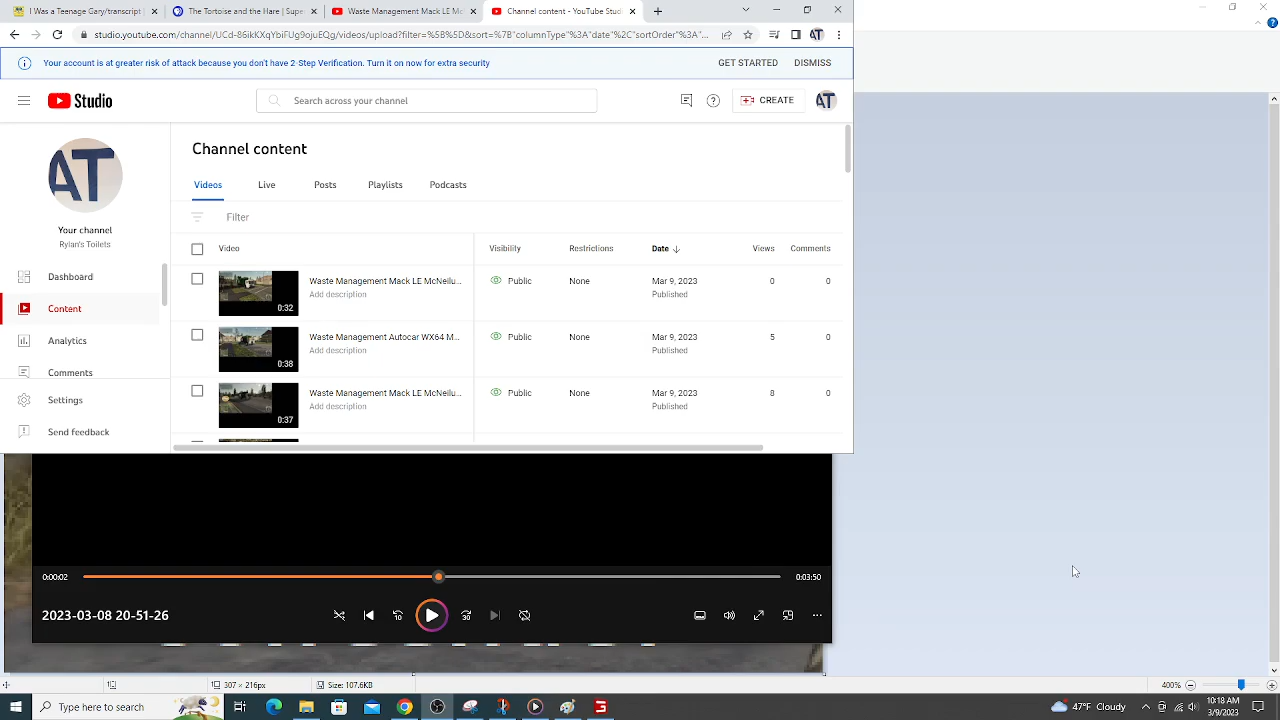 I Was a Teenage Gary/transcript
The Tortoise and the Hare | Super
Waste Management Mack LE Mc
Channel content - YouTube Studi
studioyoutube.com/channel/UCd-86ikKXqYbiFUg9ojuEQg/videos/upload?filter=%5B%5D&sort=%7B"columnType%3A"date"%2C"sortOrder"%3A"...
AT
Your account is at greater risk of attack because you don't have 2-Step Verification. Turn it on now for extra security
GET STARTED
DISMISS
Studio
Search across your channel
CREATE
AT
AT
Your channel
Rylan's Toilets
Dashboard
Content
Analytics
Comments
Settings
Send feedback
Channel content
Videos
Live
Posts
Playlists
Podcasts
Filter
Video
Visibility
Restrictions
Date
Views
Comments
0:32
Waste Management Mack LE McNeilu...
Add description
Public
None
Mar 9, 2023
Published
0
0
0:38
Waste Management Autocar WX64 M...
Add description
Public
None
Mar 9, 2023
Published
5
0
0:37
Waste Management Mack LE McNeilu...
Add description
Public
None
Mar 9, 2023
Published
8
0
0:00:02
0:03:50
2023-03-08 20-51-26
10
30
307 × 216px
Size: 107.6KB
400%
Type here to search
47°F Cloudy
10:18 AM
3/9/2023